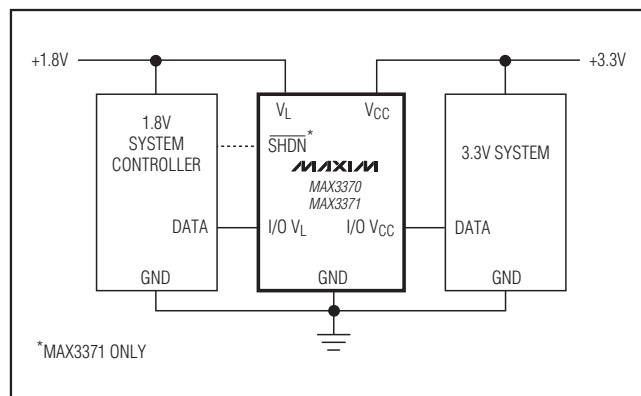 +1.8V
+3.3V
1.8V
SYSTEM
CONTROLLER
DATA
GND
VL
VCC
SHDN*
MAXIM
MAX3370
MAX3371
I/O VL
I/O VCC
GND
3.3V SYSTEM
DATA
GND
*MAX3371 ONLY